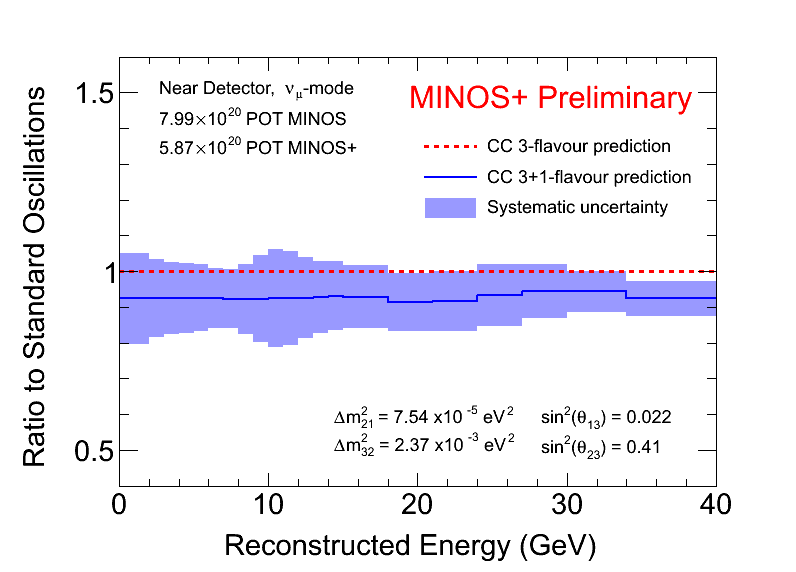 Near Detector, νμ-mode
7.99×10^20 POT MINOS
5.87×10^20 POT MINOS+
MINOS+ Preliminary
CC 3-flavour prediction
CC 3+1-flavour prediction
Systematic uncertainty
Ratio to Standard Oscillations
1.5
1
0.5
Δm²₂₁ = 7.54 x10^-5 eV² sin²(θ₁₃) = 0.022
Δm²₃₂ = 2.37 x10^-3 eV² sin²(θ₂₃) = 0.41
0 10 20 30 40
Reconstructed Energy (GeV)